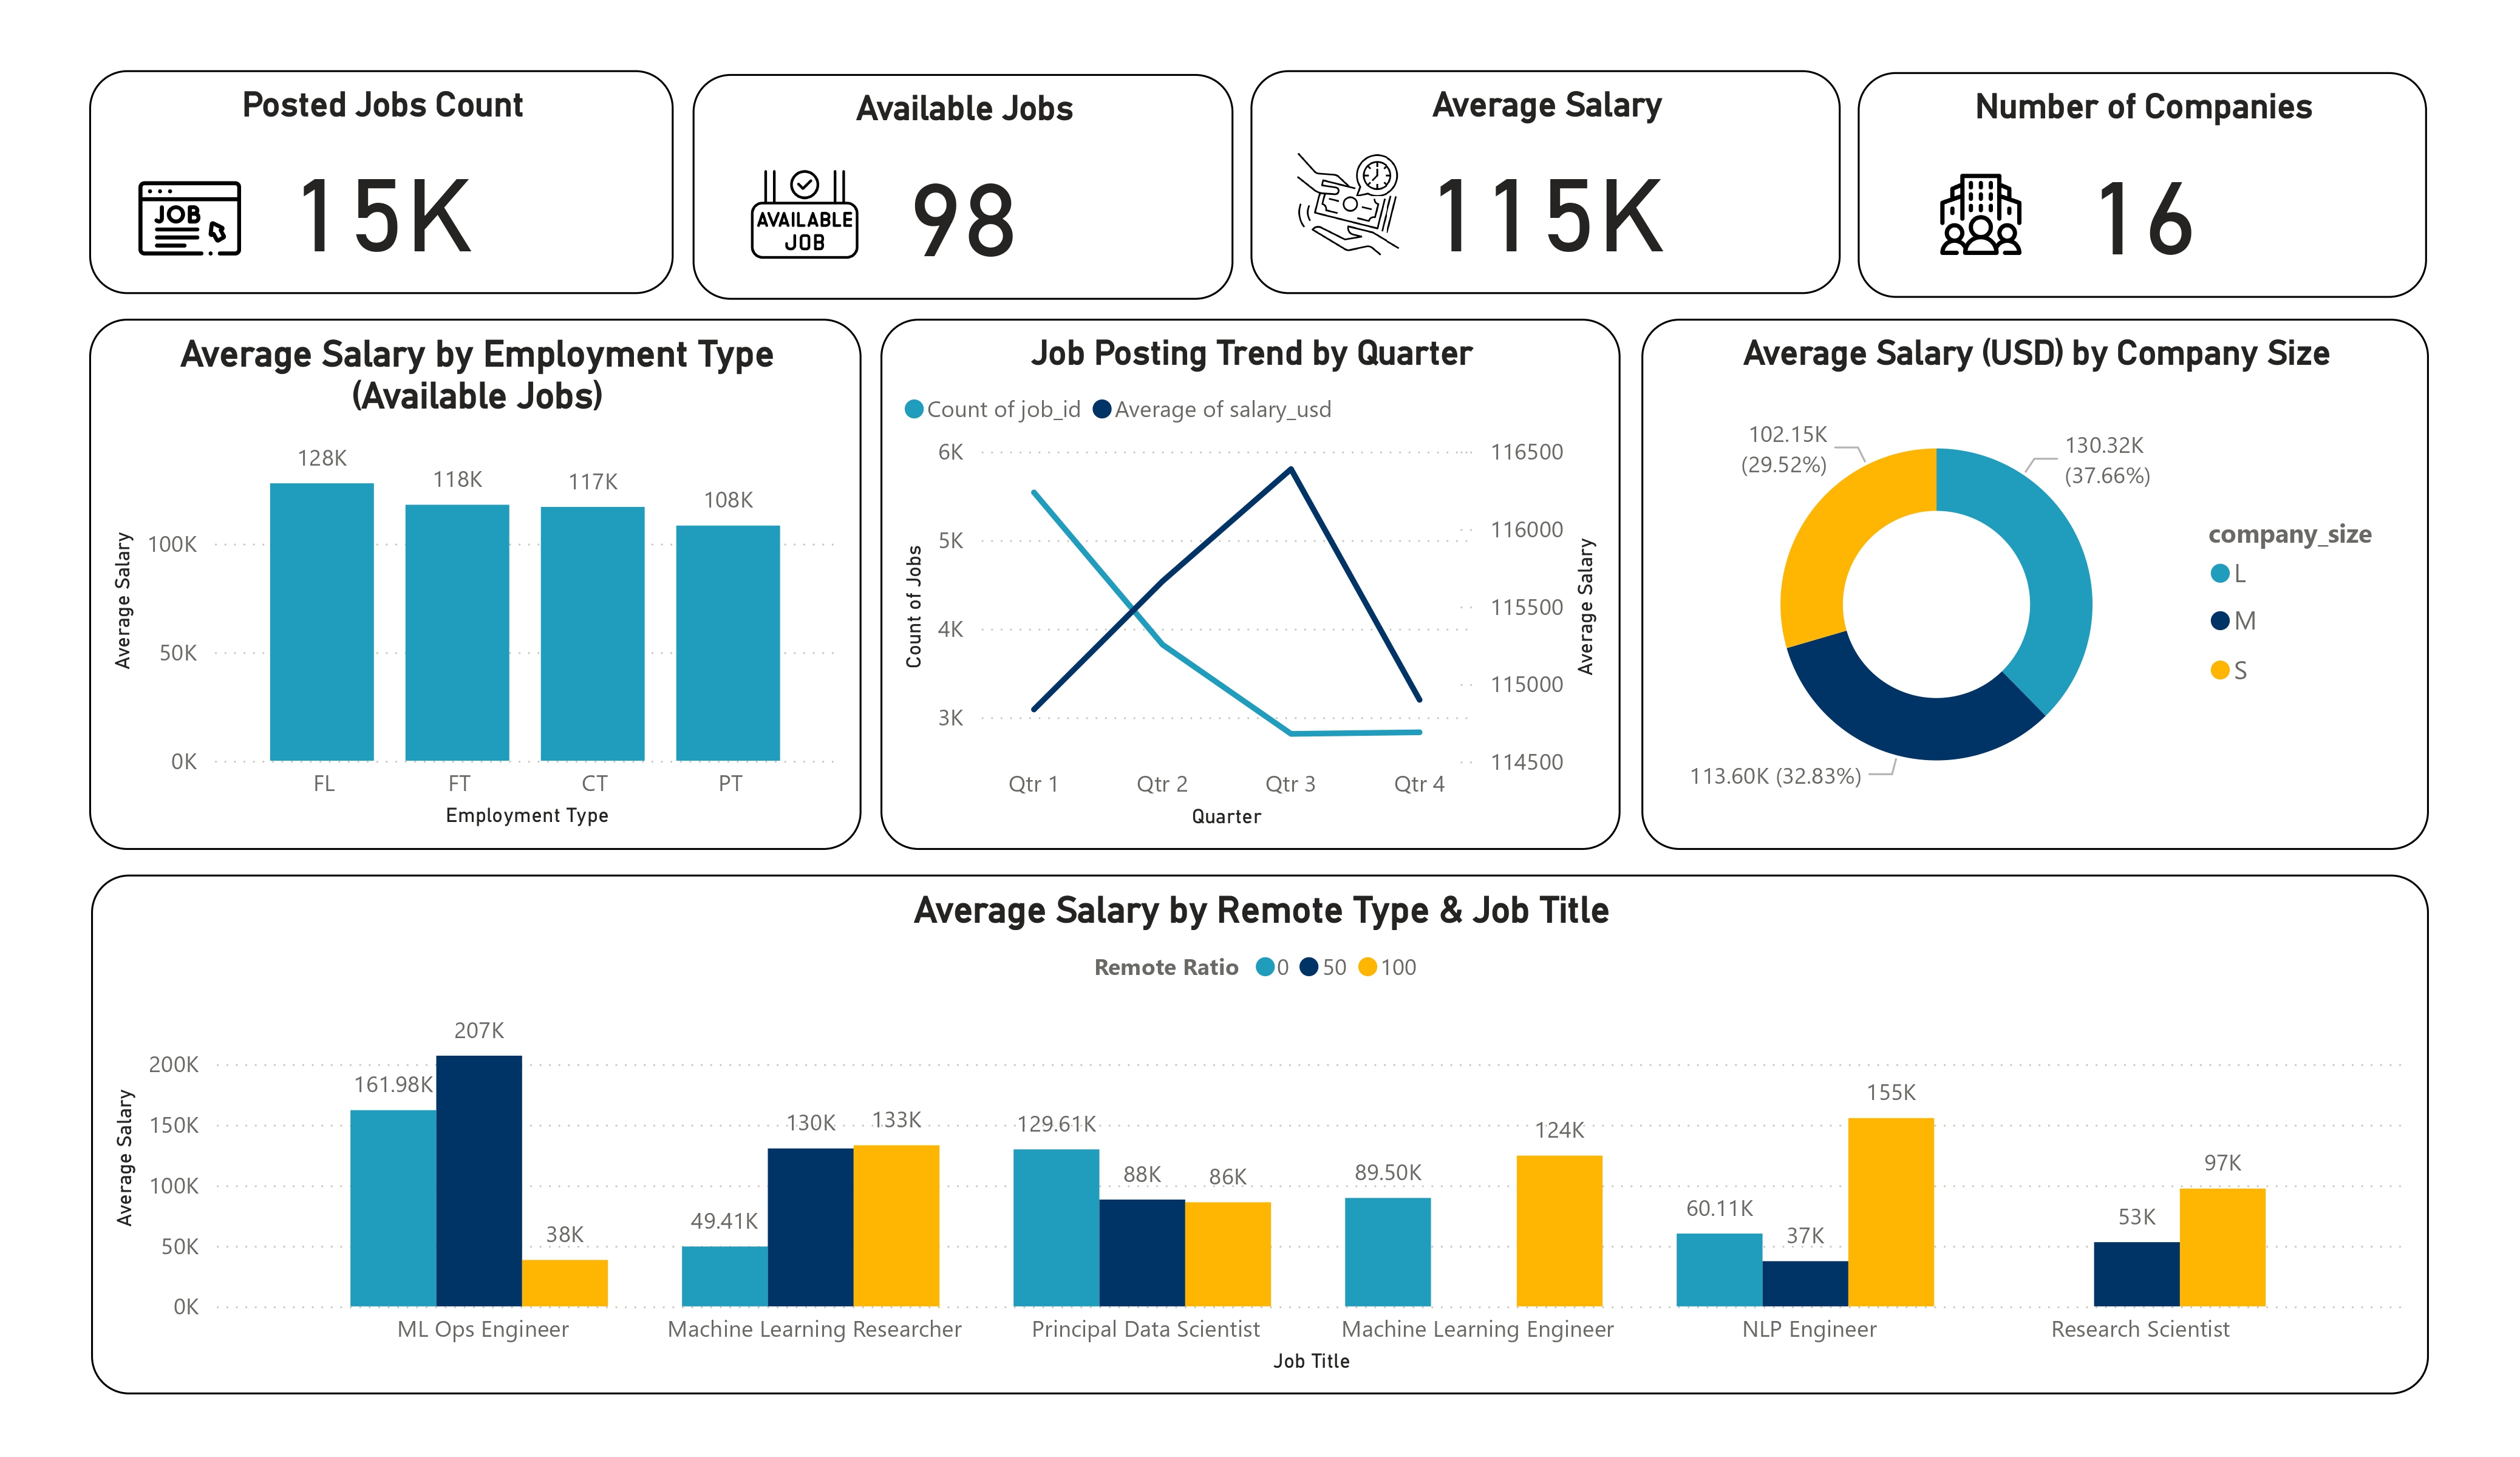 Posted Jobs Count
JOB
15K
Available Jobs
AVAILABLE
JOB
98
Average Salary
115K
Number of Companies
16
Average Salary by Employment Type
(Available Jobs)
Average Salary
100K
50K
0K
128K
118K
117K
108K
FL
FT
CT
PT
Employment Type
Job Posting Trend by Quarter
Count of job_id
Average of salary_usd
Count of Jobs
6K
5K
4K
3K
116500
116000
115500
115000
114500
Average Salary
Qtr 1
Qtr 2
Qtr 3
Qtr 4
Quarter
Average Salary (USD) by Company Size
102.15K
(29.52%)
130.32K
(37.66%)
113.60K (32.83%)
company_size
L
M
S
Average Salary by Remote Type & Job Title
Remote Ratio 0 50 100
Average Salary
200K
150K
100K
50K
0K
161.98K
207K
38K
49.41K
130K
133K
129.61K
88K
86K
89.50K
124K
60.11K
37K
155K
53K
97K
ML Ops Engineer
Machine Learning Researcher
Principal Data Scientist
Machine Learning Engineer
NLP Engineer
Research Scientist
Job Title